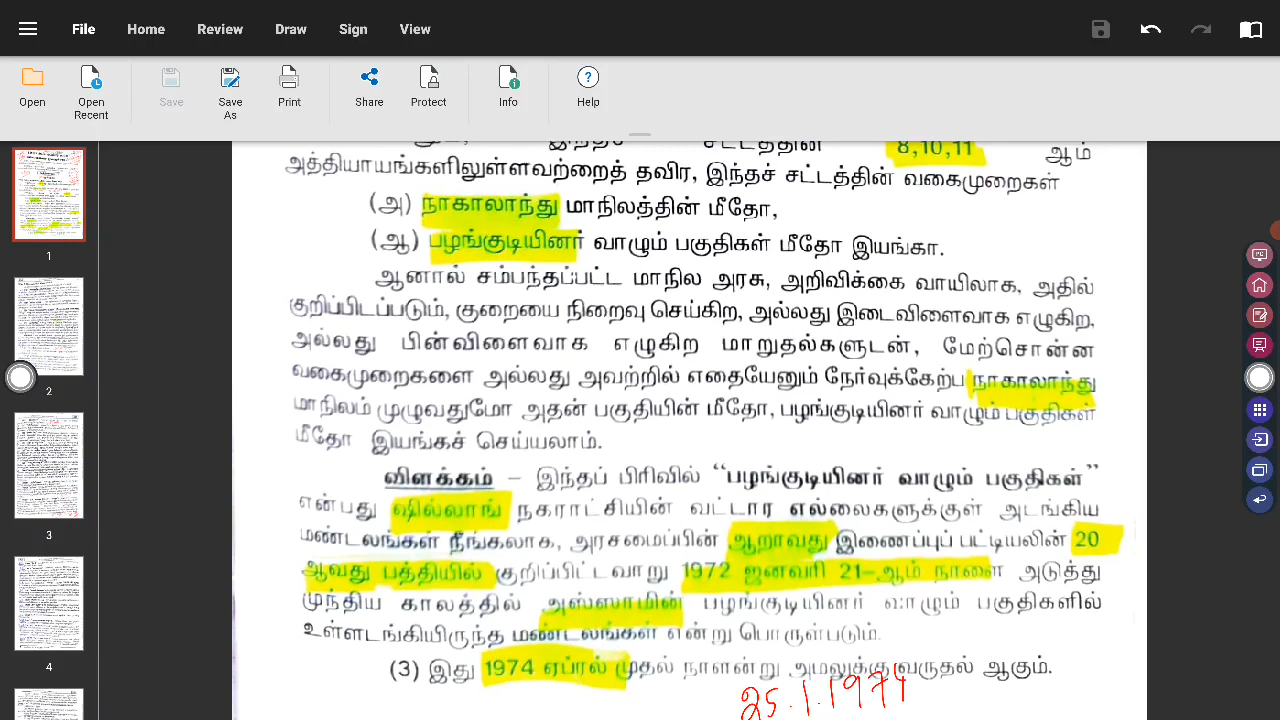 File Home Review Draw Sign View
Open Open Recent Save Save As Print Share Protect Info Help
சட்டத்தின் 8,10,11 ஆம்
அத்தியாயங்களிலுள்ளவற்றைத் தவிர, இந்தச் சட்டத்தின் வகைமுறைகள்
(அ) நாகாலாந்து மாநிலத்தின் மீதோ,
(ஆ) பழங்குடியினர் வாழும் பகுதிகள் மீதோ இயங்கா.
ஆனால் சம்பந்தப்பட்ட மாநில அரசு, அறிவிக்கை வாயிலாக, அதில்
குறிப்பிடப்படும், குறையை நிறைவு செய்கிற, அல்லது இடைவிளைவாக எழுகிற,
அல்லது பின்விளைவாக எழுகிற மாறுதல்களுடன், மேற்சொன்ன
வகைமுறைகளை அல்லது அவற்றில் எதையேனும் நேர்வுக்கேற்ப நாகாலாந்து
மாநிலம் முழுவதுமோ அதன் பகுதியின் மீதோ, பழங்குடியினர் வாழும் பகுதிகள்
மீதோ இயங்கச் செய்யலாம்.
விளக்கம் – இந்தப் பிரிவில் “பழங்குடியினர் வாழும் பகுதிகள்”
என்பது ஷில்லாங் நகராட்சியின் வட்டார எல்லைகளுக்குள் அடங்கிய
மண்டலங்கள் நீங்கலாக, அரசமைப்பின் ஆறாவது இணைப்புப் பட்டியலின் 20
ஆவது பத்தியில் குறிப்பிட்டவாறு 1972 ஜனவரி 21–ஆம் நாளை அடுத்து
முந்திய காலத்தில் அஸ்ஸாமின் பழங்குடியினர் வாழும் பகுதிகளில்
உள்ளடங்கியிருந்த மண்டலங்கள் என்று பொருள்படும்.
(3) இது 1974 ஏப்ரல் முதல் நாளன்று அமலுக்கு வருதல் ஆகும்.
25.1.1974
1
2
3
4